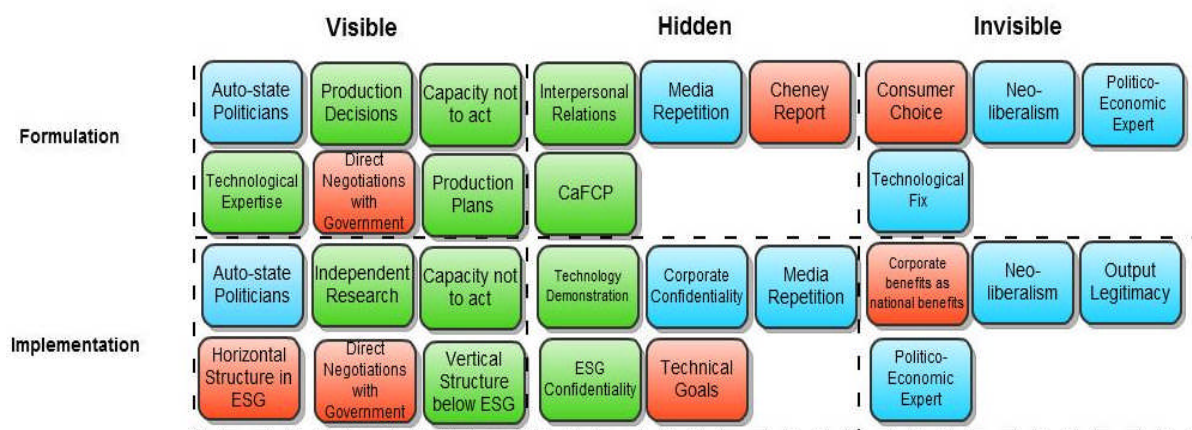 Visible Hidden Invisible
Formulation
Auto-state
Politicians
Production
Decisions
Capacity not
to act
Interpersonal
Relations
Media
Repetition
Cheney
Report
Consumer
Choice
Neo-
liberalism
Politico-
Economic
Expert
Technological
Expertise
Direct
Negotiations
with
Government
Production
Plans
CaFCP
Technological
Fix
Implementation
Auto-state
Politicians
Independent
Research
Capacity not
to act
Technology
Demonstration
Corporate
Confidentiality
Media
Repetition
Corporate
benefits as
national benefits
Neo-
liberalism
Output
Legitimacy
Horizontal
Structure in
ESG
Direct
Negotiations
with
Government
Vertical
Structure
below ESG
ESG
Confidentiality
Technical
Goals
Politico-
Economic
Expert